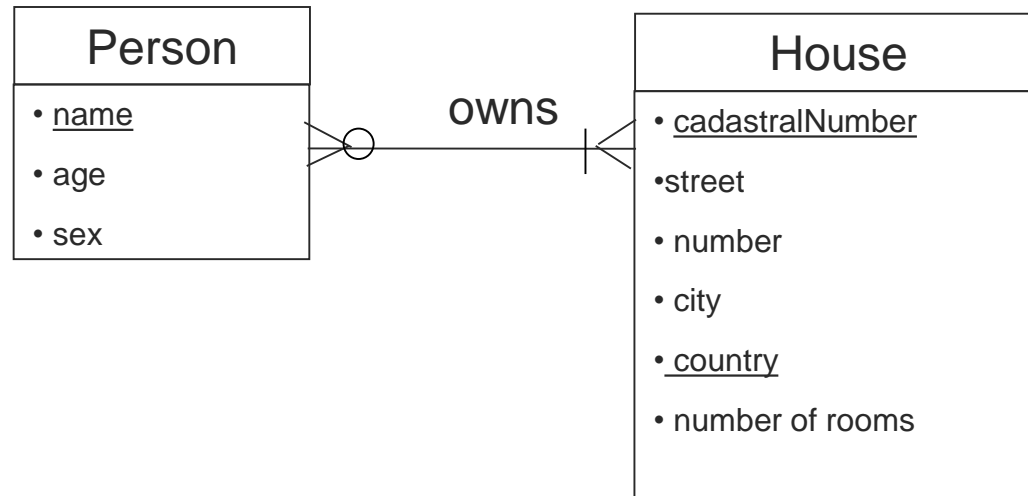 Person
• name
• age
• sex
owns
House
• cadastralNumber
•street
• number
• city
• country
• number of rooms